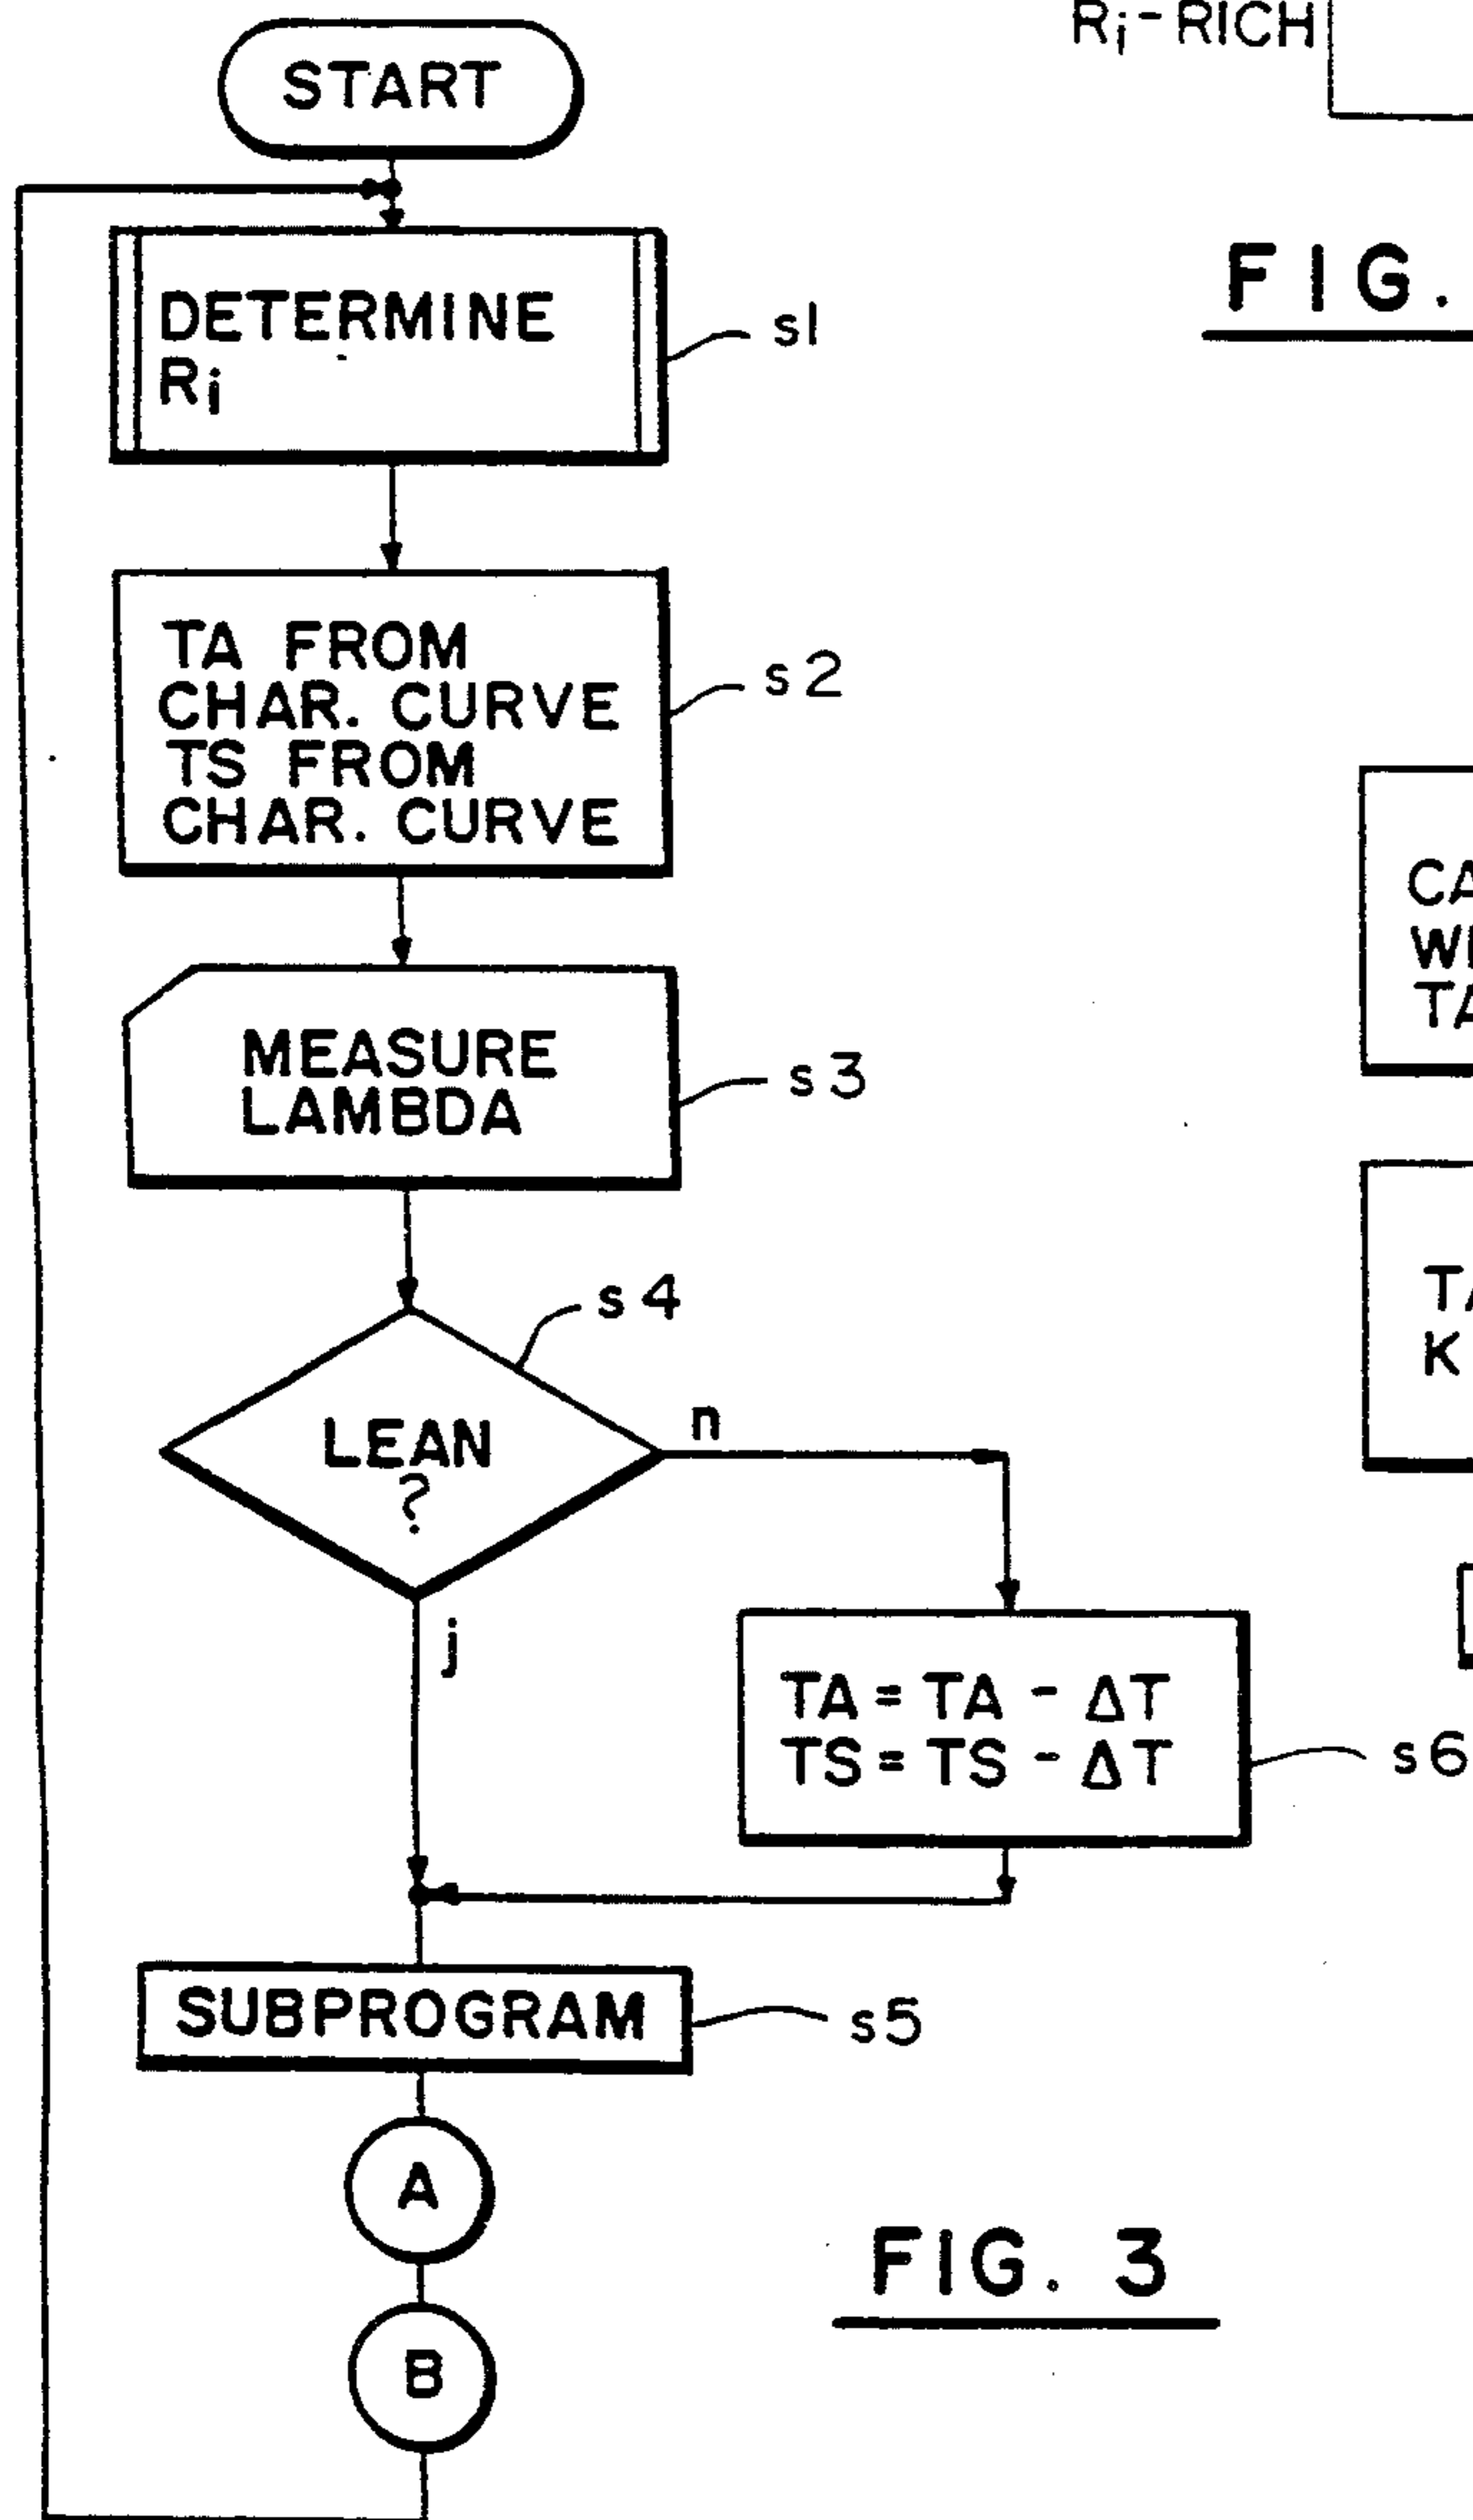 START
DETERMINE
Ri
s1
TA FROM
CHAR. CURVE
TS FROM
CHAR. CURVE
s2
MEASURE
LAMBDA
s3
LEAN
?
s4
n
j
TA = TA - ΔT
TS = TS - ΔT
s6
SUBPROGRAM
s5
A
B
FIG. 3
Ri - RICH
FIG.
K